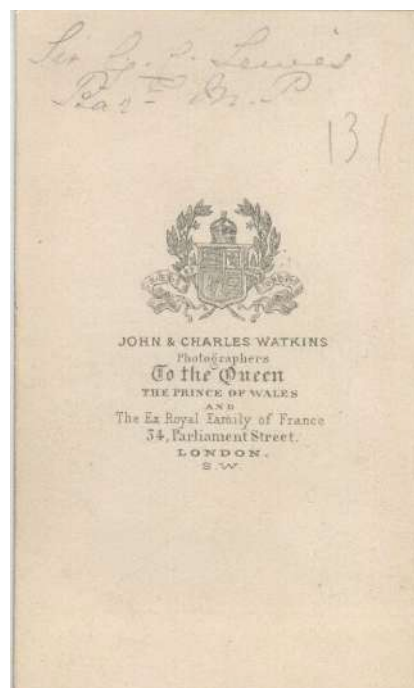 Sir G. C. Lewis
Bart M.P
131
JOHN & CHARLES WATKINS
Photographers
To the Queen
THE PRINCE OF WALES
AND
The Ex Royal Family of France
34, Parliament Street.
LONDON.
S.W.